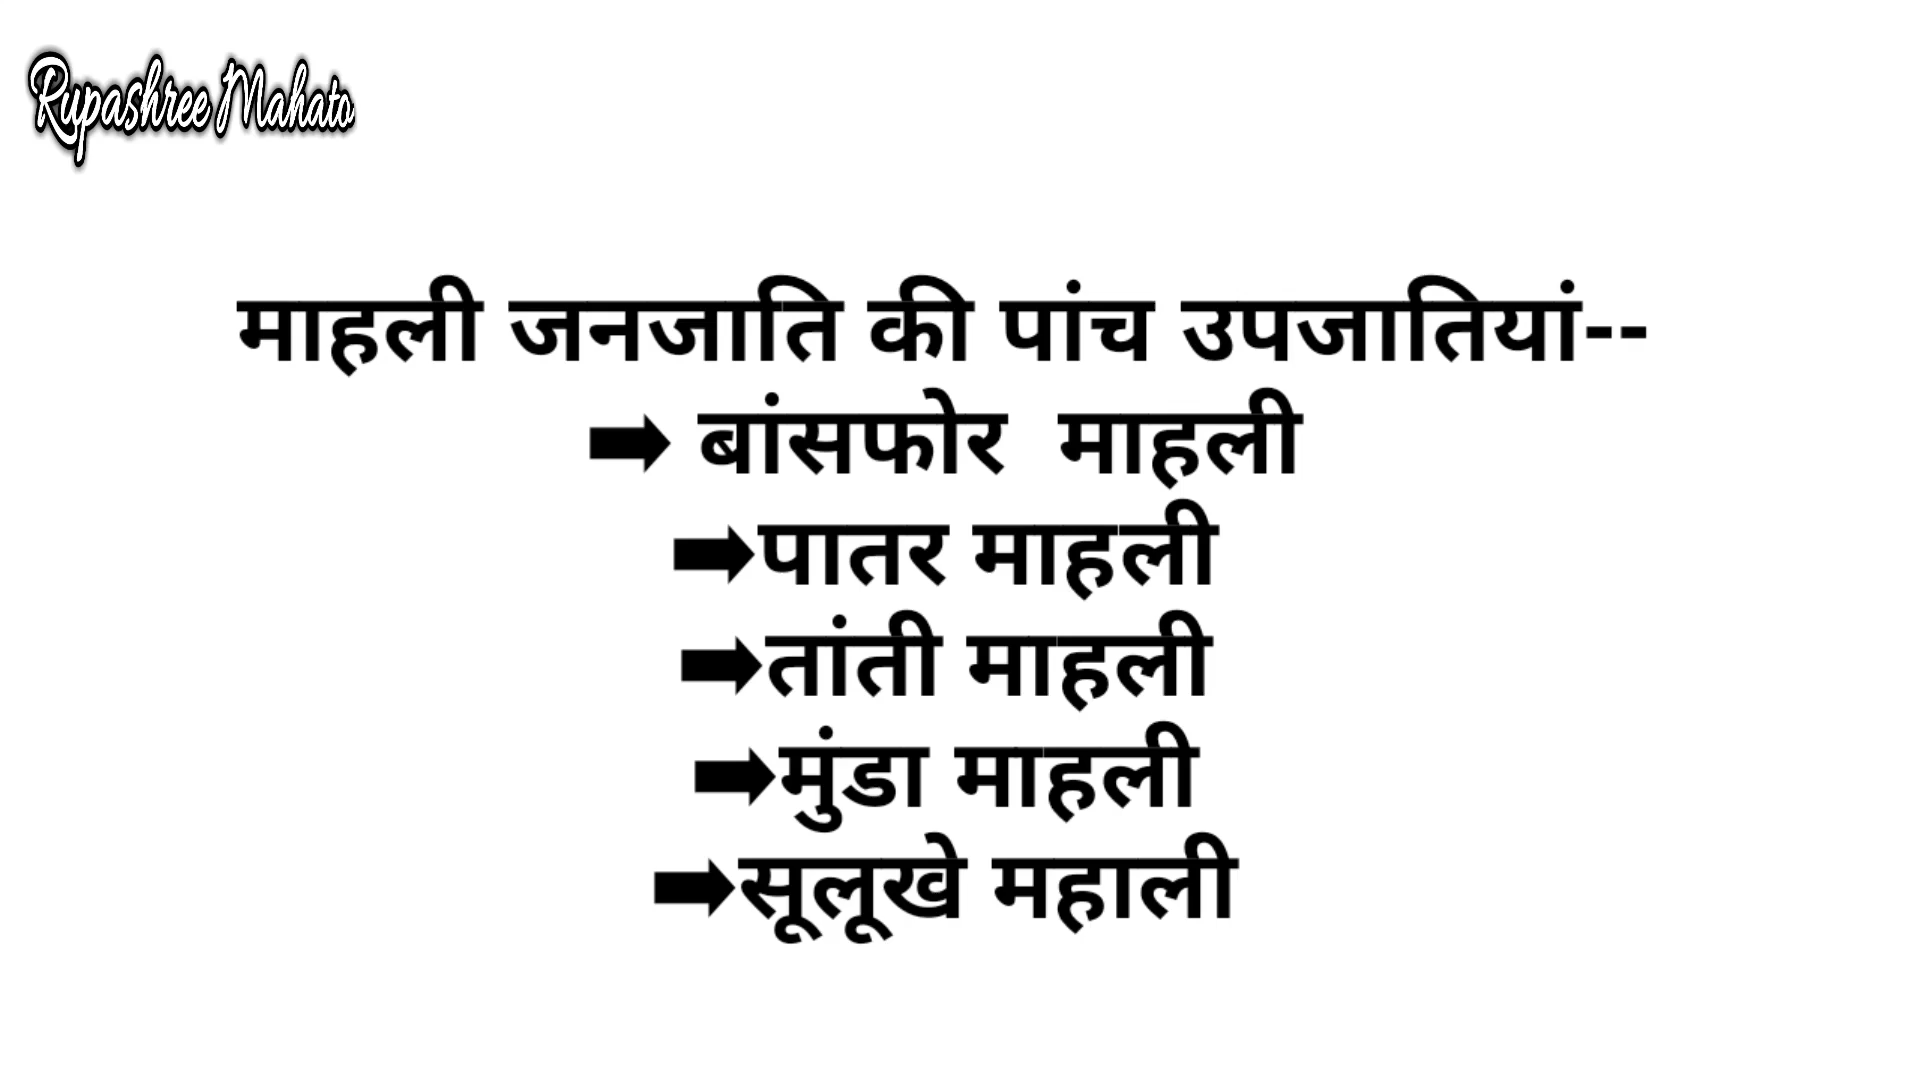 Rupashree Mahato
माहली जनजाति की पांच उपजातियां--
➡ बांसफोर माहली
➡पातर माहली
➡तांती माहली
➡मुंडा माहली
➡सूलूखे महाली